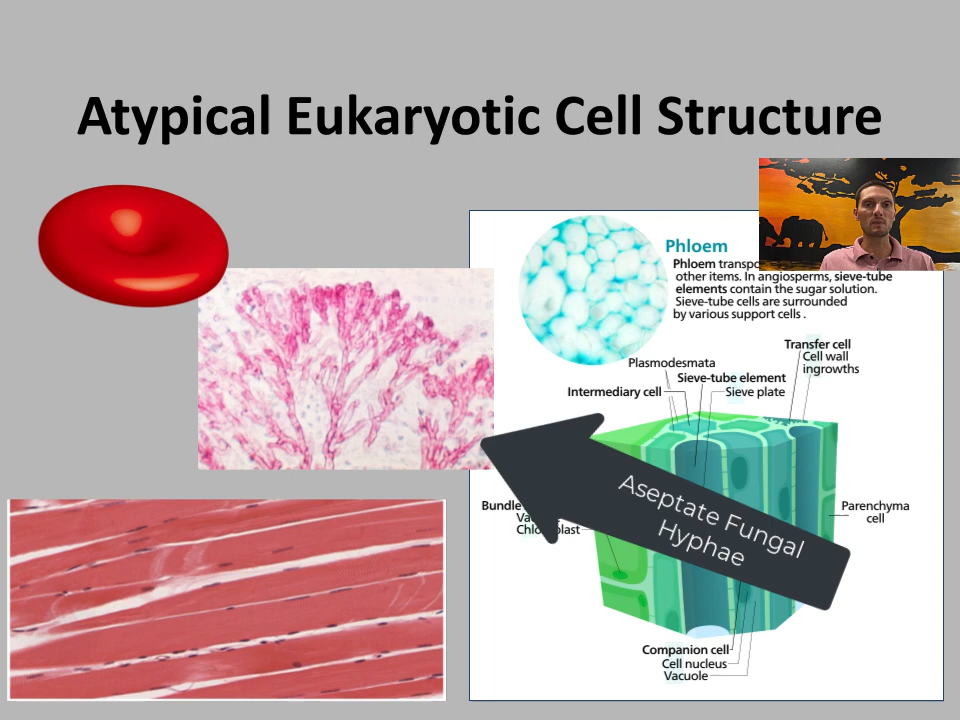 Atypical Eukaryotic Cell Structure
Phloem
Phloem
other items. In angiosperms, sieve-tube
elements contain the sugar solution.
Sieve-tube cells are surrounded
by various support cells .
Transfer cell
Cell wall
ingrowths
Plasmodesmata
Sieve-tube element
Intermediary cell
Sieve plate
Aseptate Fungal
Hyphae
Bundle
Parenchyma
cell
Companion cell
Cell nucleus
Vacuole